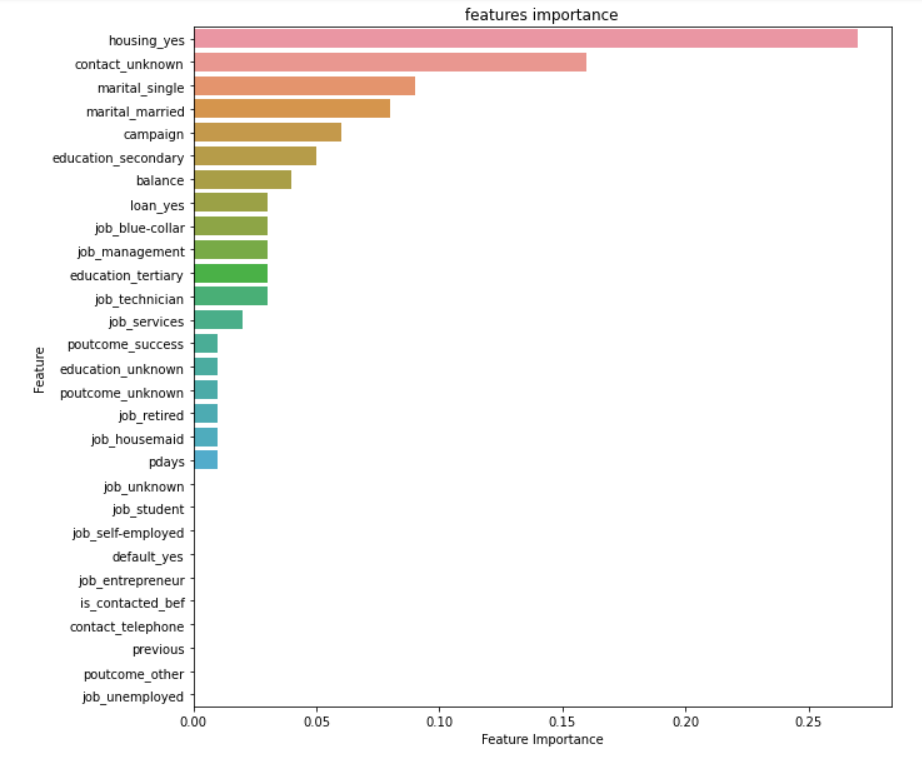 features importance
housing_yes
contact_unknown
marital_single
marital_married
campaign
education_secondary
balance
loan_yes
job_blue-collar
job_management
education_tertiary
job_technician
job_services
poutcome_success
education_unknown
poutcome_unknown
job_retired
job_housemaid
pdays
job_unknown
job_student
job_self-employed
default_yes
job_entrepreneur
is_contacted_bef
contact_telephone
previous
poutcome_other
job_unemployed
Feature
0.00 0.05 0.10 0.15 0.20 0.25
Feature Importance